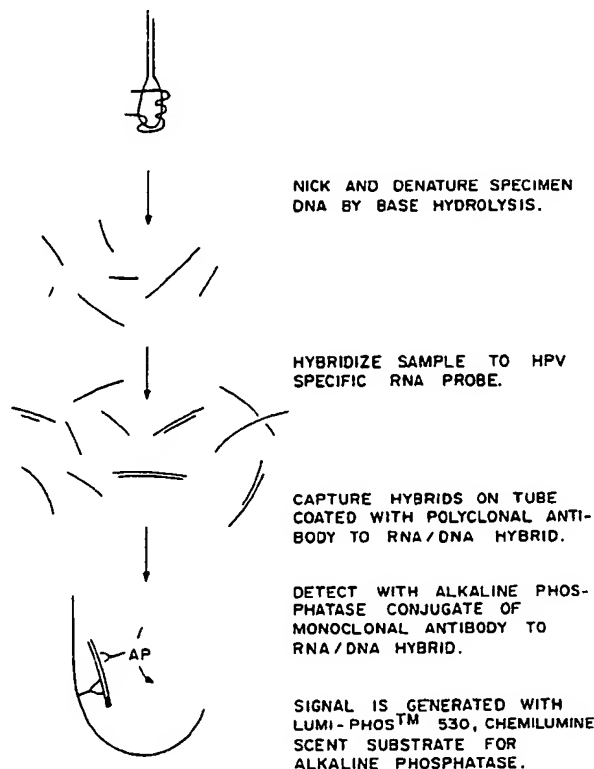 NICK AND DENATURE SPECIMEN
DNA BY BASE HYDROLYSIS.
HYBRIDIZE SAMPLE TO HPV
SPECIFIC RNA PROBE.
CAPTURE HYBRIDS ON TUBE
COATED WITH POLYCLONAL ANTI-
BODY TO RNA/DNA HYBRID.
DETECT WITH ALKALINE PHOS-
PHATASE CONJUGATE OF
MONOCLONAL ANTIBODY TO
RNA/DNA HYBRID.
AP
SIGNAL IS GENERATED WITH
LUMI-PHOS™ 530, CHEMILUMINE
SCENT SUBSTRATE FOR
ALKALINE PHOSPHATASE.